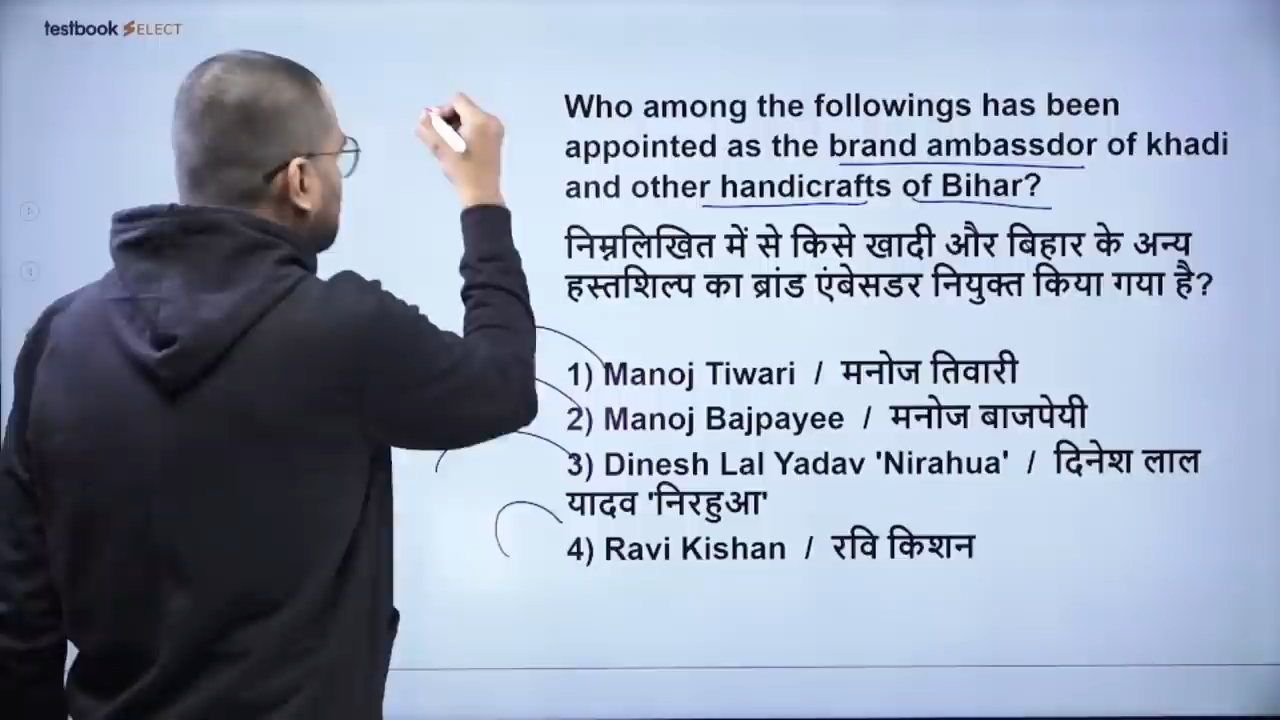 testbook SELECT
Who among the followings has been
appointed as the brand ambassdor of khadi
and other handicrafts of Bihar?
निम्नलिखित में से किसे खादी और बिहार के अन्य
हस्तशिल्प का ब्रांड एंबेसडर नियुक्त किया गया है?
1) Manoj Tiwari / मनोज तिवारी
2) Manoj Bajpayee / मनोज बाजपेयी
3) Dinesh Lal Yadav 'Nirahua' / दिनेश लाल
यादव 'निरहुआ'
4) Ravi Kishan / रवि किशन